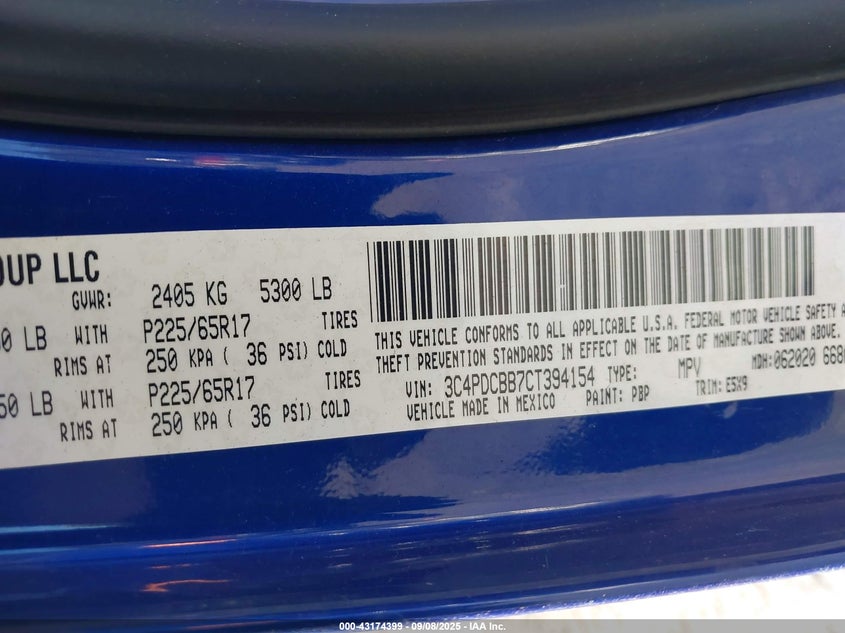 OUP LLC
GVWR: 2405 KG 5300 LB
LB WITH P225/65R17 TIRES
RIMS AT 250 KPA ( 36 PSI) COLD
50 LB WITH P225/65R17 TIRES
RIMS AT 250 KPA ( 36 PSI) COLD
THIS VEHICLE CONFORMS TO ALL APPLICABLE U.S.A. FEDERAL MOTOR VEHICLE SAFETY A
THEFT PREVENTION STANDARDS IN EFFECT ON THE DATE OF MANUFACTURE SHOWN ABOVE.
VIN: 3C4PDCBB7CT394154 TYPE: MPV MDH:062020 668
VEHICLE MADE IN MEXICO PAINT: PBP TRIM: E5X9
000-43174399 - 09/08/2025 - IAA Inc.